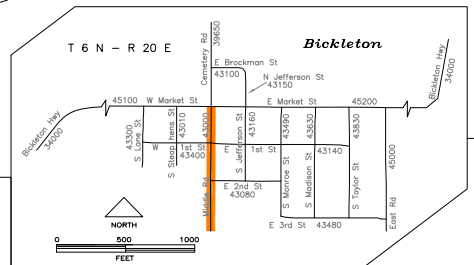 T 6 N - R 20 E
Cemetery Rd
39650
Bickleton
E Brockman St
43100
N Jefferson St
43150
Bickleton Hwy
34000
45100
W Market St
E Market St
45200
Bickleton Hwy
34000
S Lane St
43300
S Steaphens St
43010
43000
S Jefferson St
43160
43490
43630
43830
W 1st St
43400
E 1st St
43140
45000
E 2nd St
43080
Middle Rd
S Monroe St
S Madison St
S Taylor St
East Rd
E 3rd St
43480
NORTH
0 500 1000
FEET